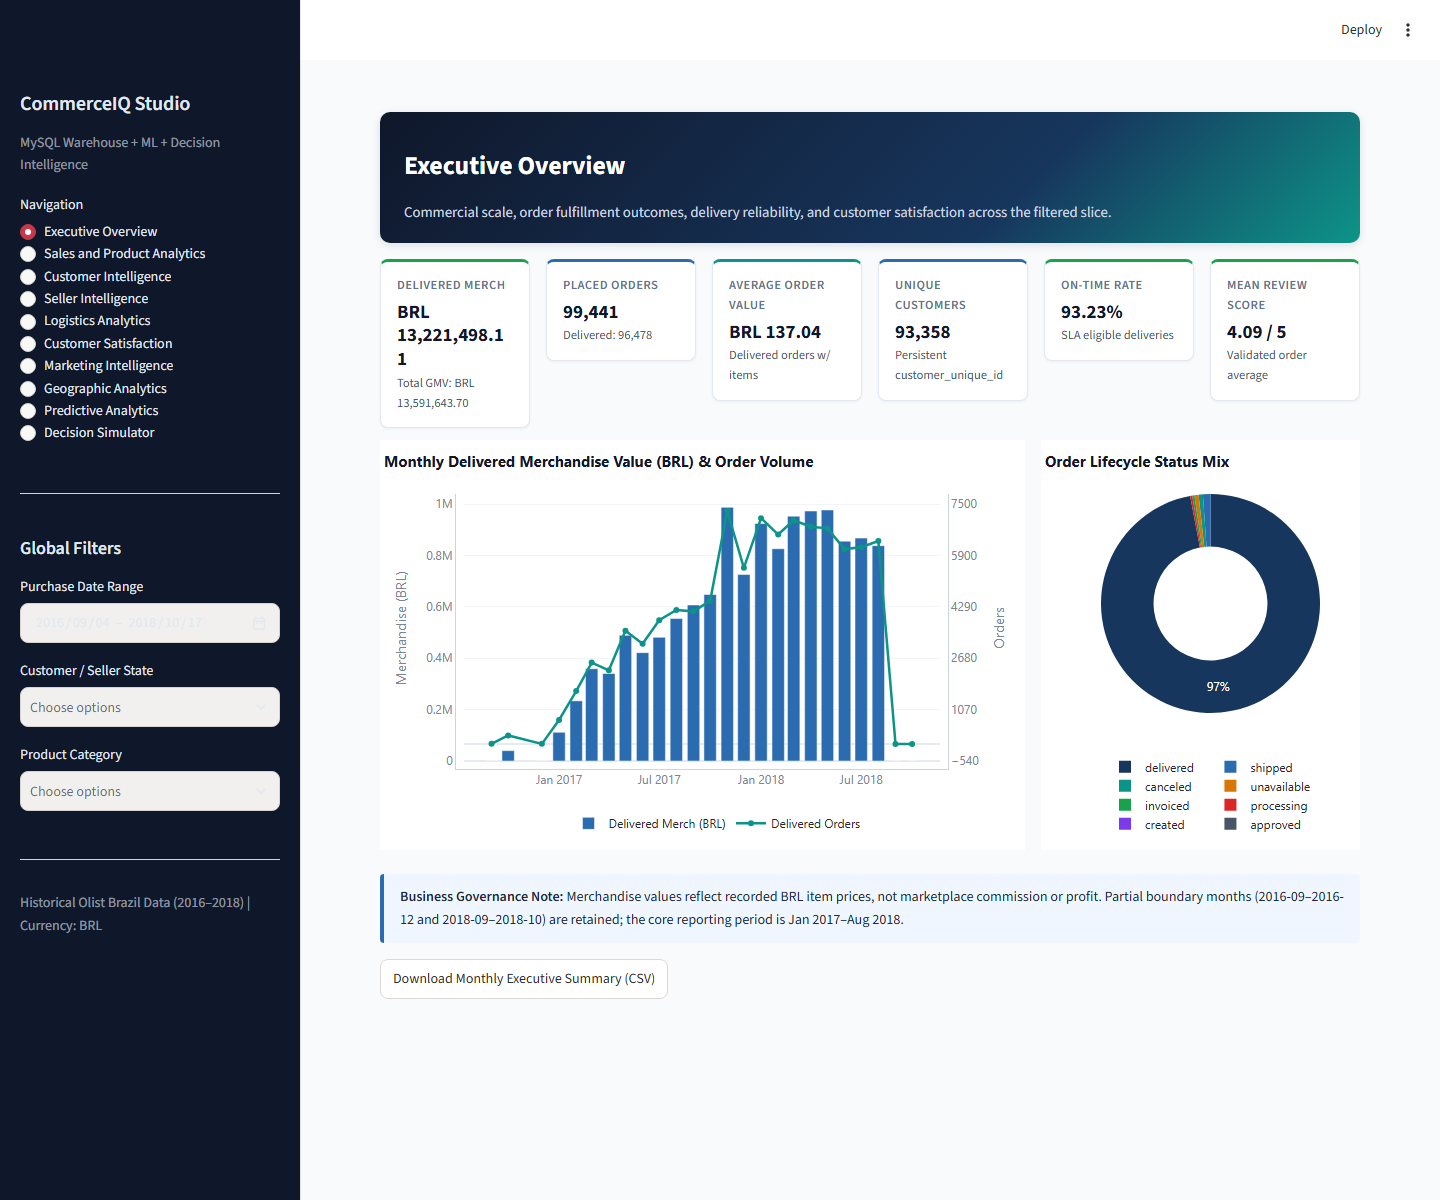 Deploy
CommerceIQ Studio
MySQL Warehouse + ML + Decision
Intelligence
Navigation
Executive Overview
Sales and Product Analytics
Customer Intelligence
Seller Intelligence
Logistics Analytics
Customer Satisfaction
Marketing Intelligence
Geographic Analytics
Predictive Analytics
Decision Simulator
Global Filters
Purchase Date Range
2016/09/04 – 2018/10/17
Customer / Seller State
Choose options
Product Category
Choose options
Historical Olist Brazil Data (2016–2018) |
Currency: BRL
Executive Overview
Commercial scale, order fulfillment outcomes, delivery reliability, and customer satisfaction across the filtered slice.
DELIVERED MERCH
BRL
13,221,498.1
1
Total GMV: BRL
13,591,643.70
PLACED ORDERS
99,441
Delivered: 96,478
AVERAGE ORDER
VALUE
BRL 137.04
Delivered orders w/
items
UNIQUE
CUSTOMERS
93,358
Persistent
customer_unique_id
ON-TIME RATE
93.23%
SLA eligible deliveries
MEAN REVIEW
SCORE
4.09 / 5
Validated order
average
Monthly Delivered Merchandise Value (BRL) & Order Volume
1M
0.8M
0.6M
0.4M
0.2M
0
Merchandise (BRL)
7500
5900
4290
2680
1070
−540
Orders
Jan 2017
Jul 2017
Jan 2018
Jul 2018
Delivered Merch (BRL)
Delivered Orders
Order Lifecycle Status Mix
97%
delivered
shipped
canceled
unavailable
invoiced
processing
created
approved
Business Governance Note: Merchandise values reflect recorded BRL item prices, not marketplace commission or profit. Partial boundary months (2016-09–2016-
12 and 2018-09–2018-10) are retained; the core reporting period is Jan 2017–Aug 2018.
Download Monthly Executive Summary (CSV)